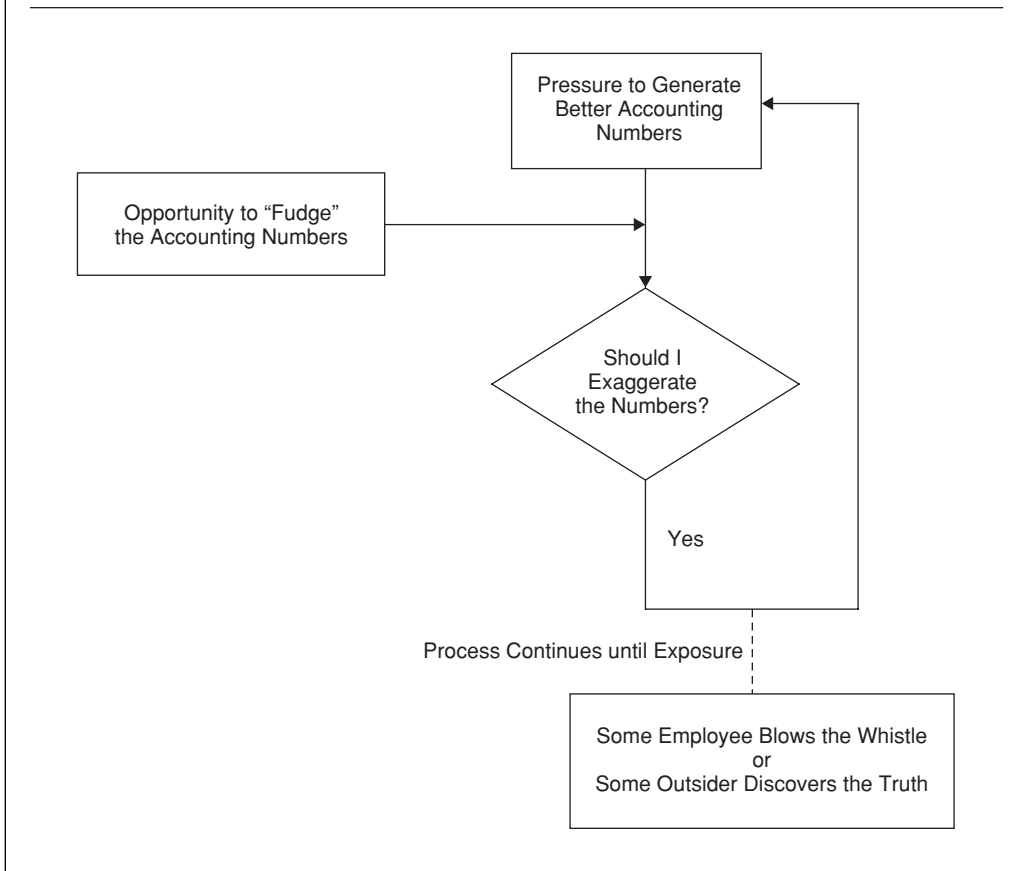 Pressure to Generate
Better Accounting
Numbers
Opportunity to “Fudge”
the Accounting Numbers
Should I
Exaggerate
the Numbers?
Yes
Process Continues until Exposure
Some Employee Blows the Whistle
or
Some Outsider Discovers the Truth